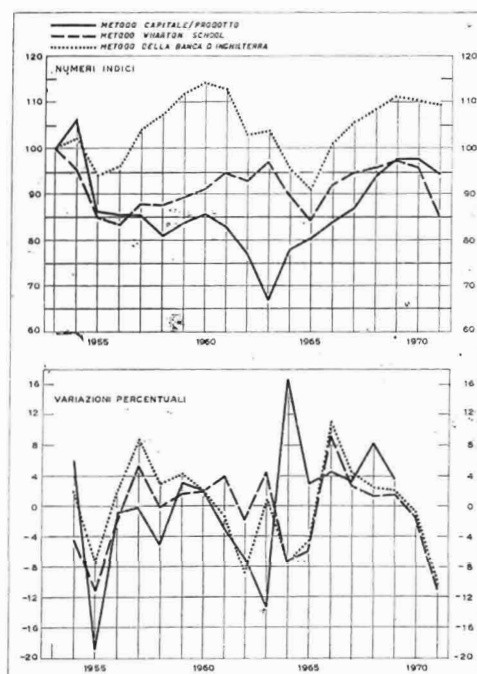 METODO CAPITALE/PRODOTTO
METODO WHARTON SCHOOL
METODO DELLA BANCA D'INGHILTERRA
NUMERI INDICI
120 120
110 110
100 100
90 90
80 80
70 70
60 60
1955 1960 1965 1970
VARIAZIONI PERCENTUALI
16 16
12 12
8 8
4 4
0 0
-4 -4
-8 -8
-12 -12
-16 -16
-20 -20
1955 1960 1965 1970